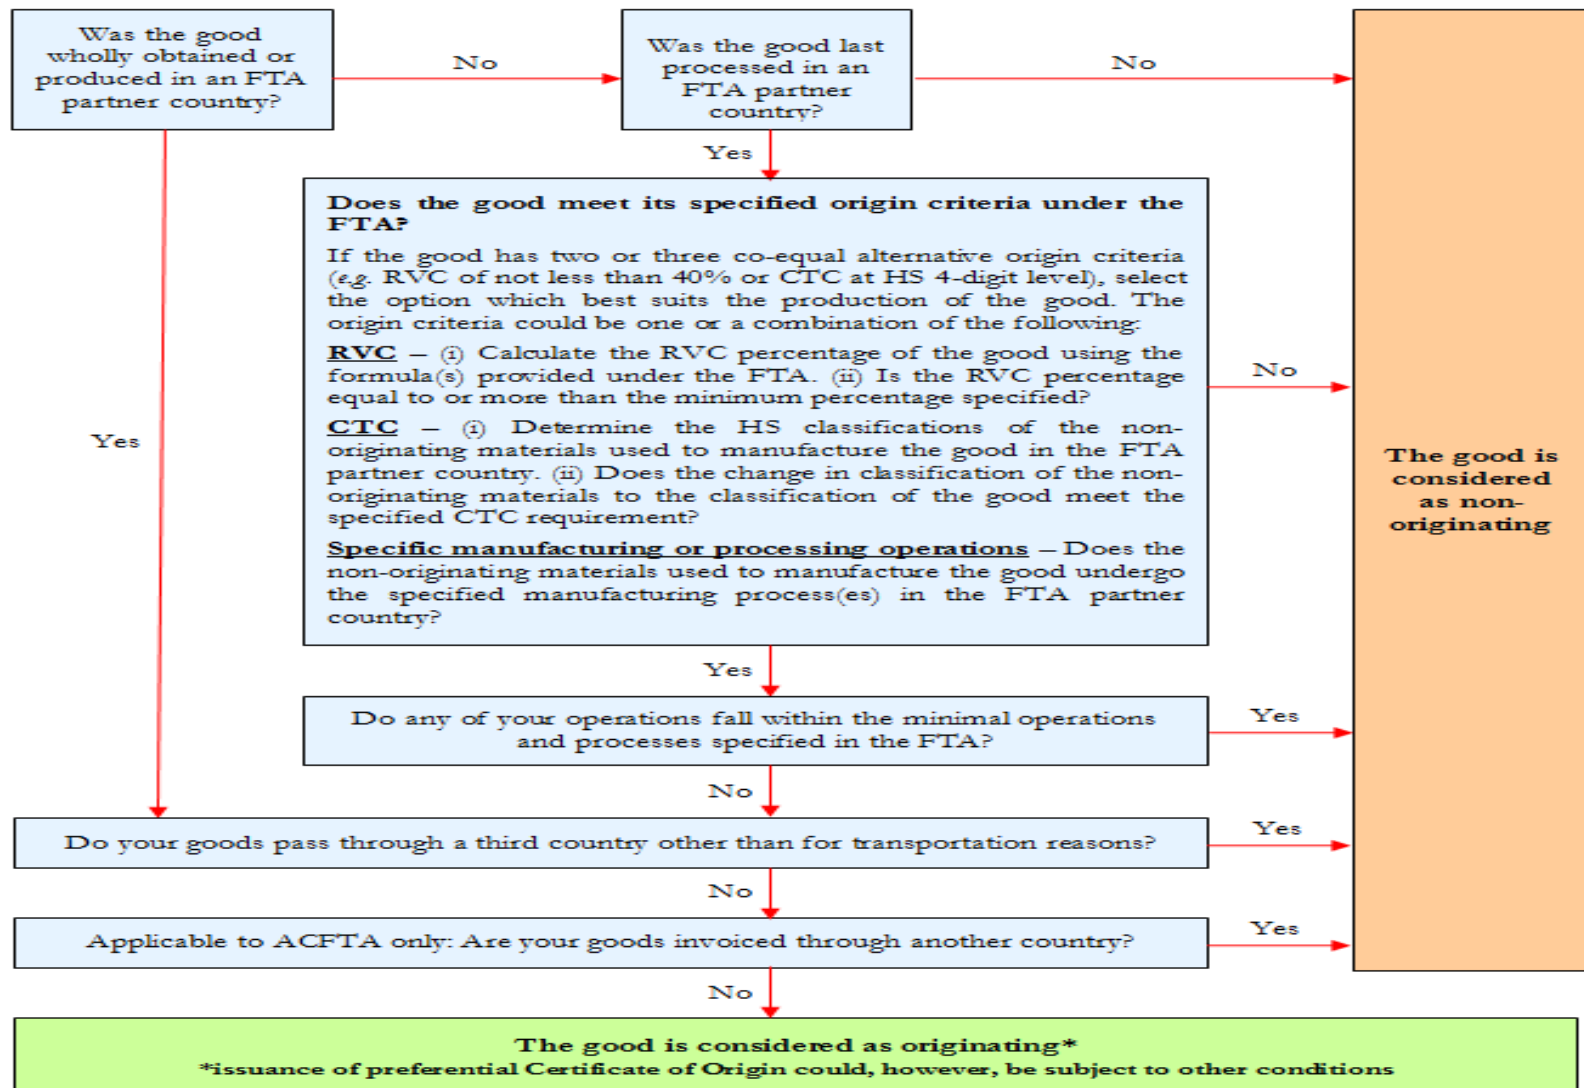 Was the good
wholly obtained or
produced in an FTA
partner country?
No
Was the good last
processed in an
FTA partner
country?
No
Yes
Does the good meet its specified origin criteria under the
FTA?
If the good has two or three co-equal alternative origin criteria
(e.g. RVC of not less than 40% or CTC at HS 4-digit level), select
the option which best suits the production of the good. The
origin criteria could be one or a combination of the following:
RVC – (i) Calculate the RVC percentage of the good using the
formula(s) provided under the FTA. (ii) Is the RVC percentage
equal to or more than the minimum percentage specified?
CTC – (i) Determine the HS classifications of the non-
originating materials used to manufacture the good in the FTA
partner country. (ii) Does the change in classification of the non-
originating materials to the classification of the good meet the
specified CTC requirement?
Specific manufacturing or processing operations – Does the
non-originating materials used to manufacture the good undergo
the specified manufacturing process(es) in the FTA partner
country?
No
Yes
The good is
considered
as non-
originating
Yes
Do any of your operations fall within the minimal operations
and processes specified in the FTA?
Yes
No
Do your goods pass through a third country other than for transportation reasons?
Yes
No
Applicable to ACFTA only: Are your goods invoiced through another country?
Yes
No
The good is considered as originating*
*issuance of preferential Certificate of Origin could, however, be subject to other conditions